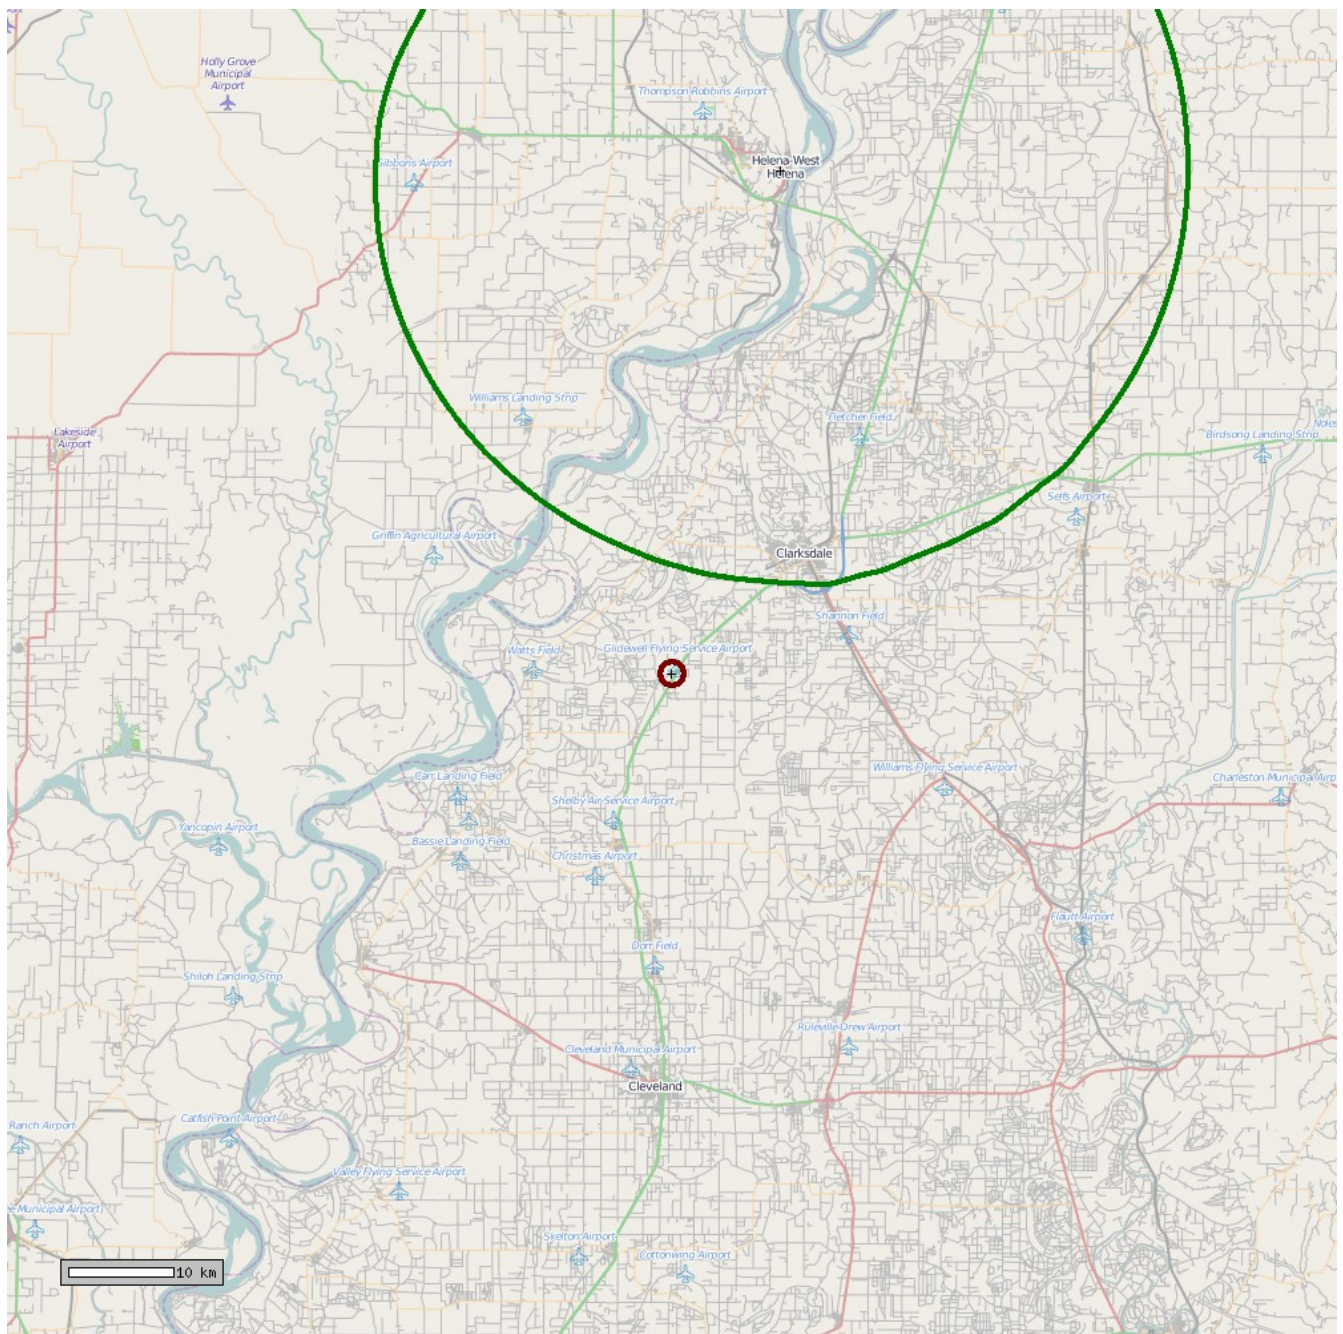 Holly Grove
Municipal
Airport
Thompson Robbins Airport
Helena-West
Helena
Gibbons Airport
Williams Landing Strip
Fletcher Field
Lakeside
Airport
Birdsong Landing Strip
Selfs Airport
Griffin Agricultural Airport
Clarksdale
Shannon Field
Watts Field
Glidewell Flying Service Airport
Williams Flying Service Airport
Carr Landing Field
Charleston Municipal Airp
Shelby Air Service Airport
Yancopin Airport
Bassie Landing Field
Christmas Airport
Flautt Airport
Dorr Field
Shiloh Landing Strip
Ruleville-Drew Airport
Cleveland Municipal Airport
Cleveland
Catfish Point Airport
Ranch Airport
Valley Flying Service Airport
ee Municipal Airport
Skelton Airport
Cottonwing Airport
10 km